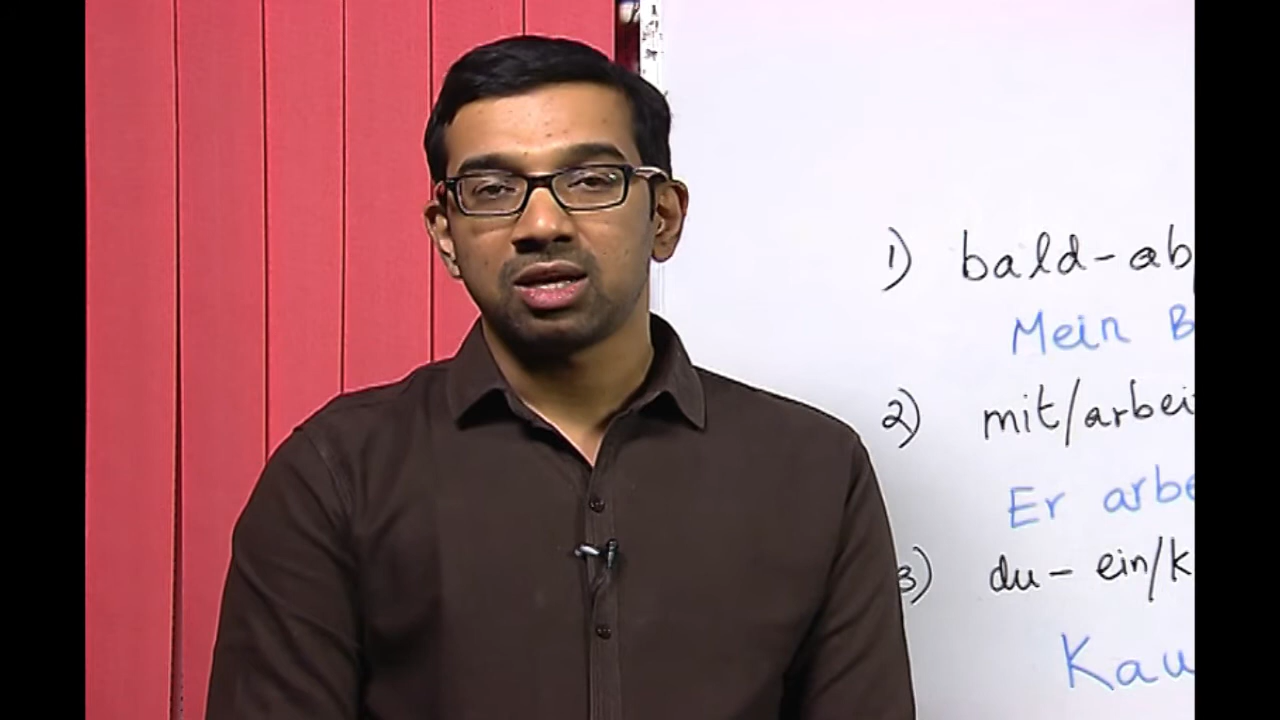 1) bald-ab
Mein B
2) mit/arbei
Er arbe
3) du- ein/k
Kau